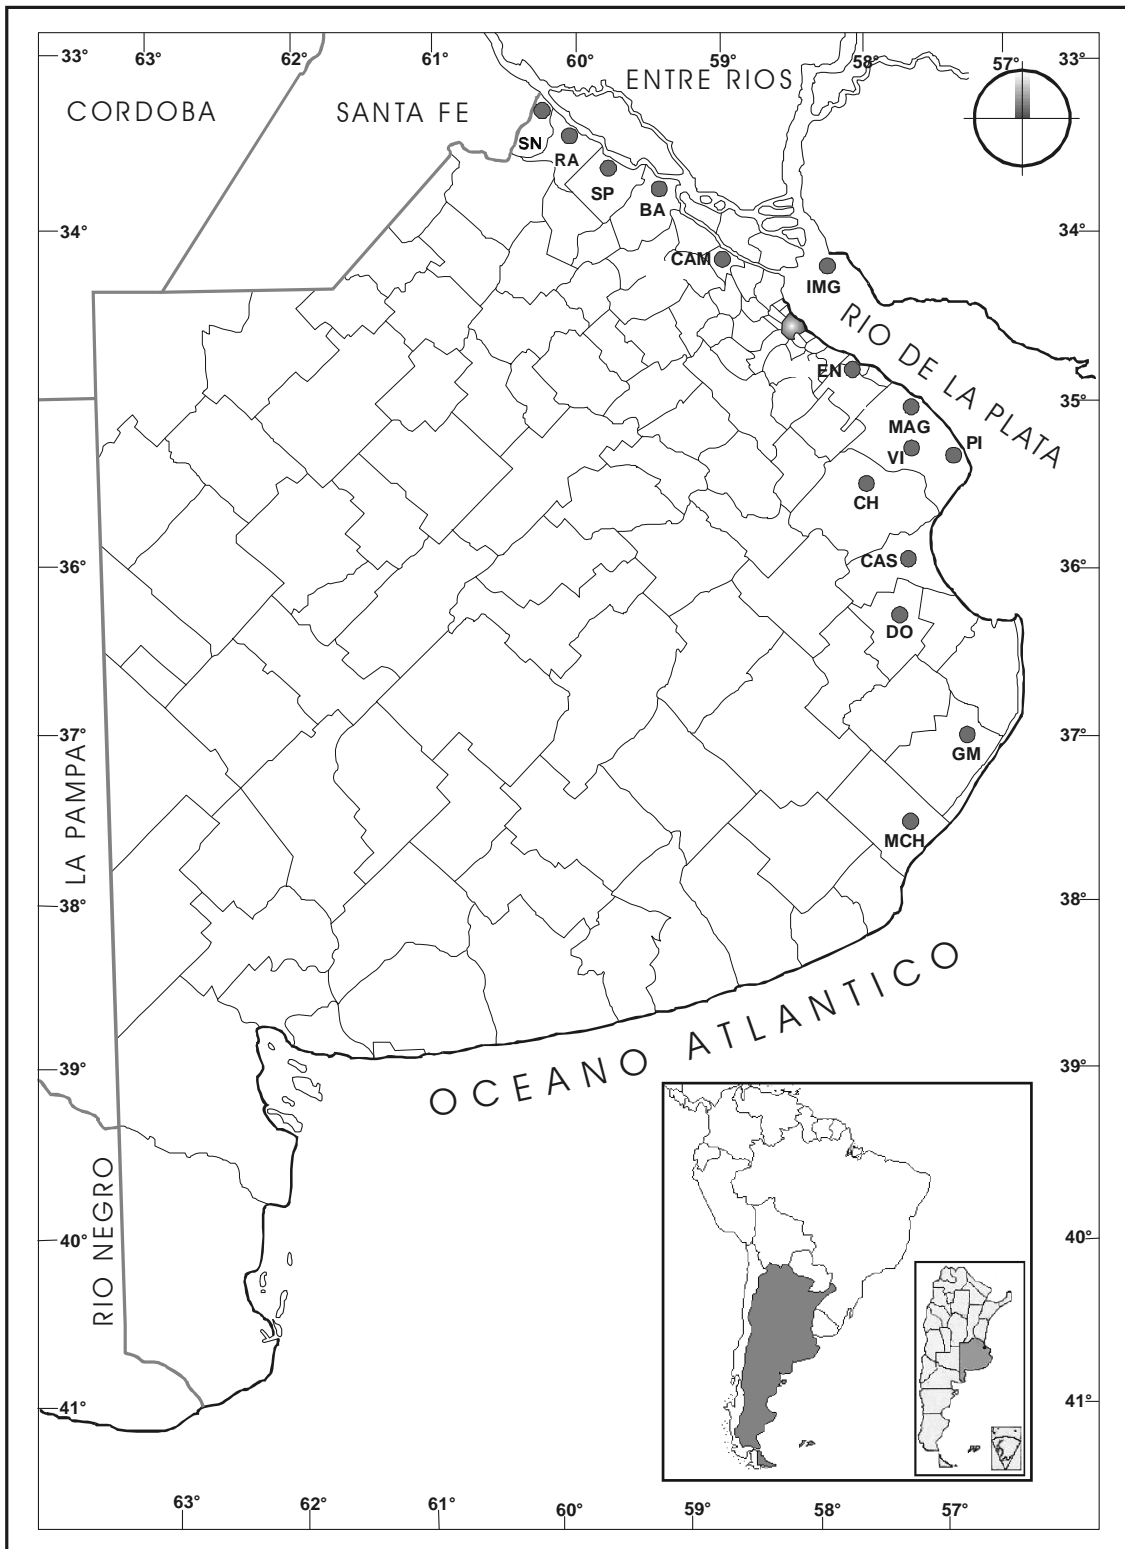 63°
62°
61°
60°
59°
58°
57°
33°
33°
CORDOBA
SANTA FE
ENTRE RIOS
SN
RA
SP
BA
34°
34°
CAM
IMG
RIO DE LA PLATA
EN
35°
MAG
PI
VI
CH
CAS
36°
36°
DO
37°
37°
GM
LA PAMPA
MCH
38°
38°
OCEANO ATLANTICO
39°
39°
RIO NEGRO
40°
40°
41°
41°
63°
62°
61°
60°
59°
58°
57°